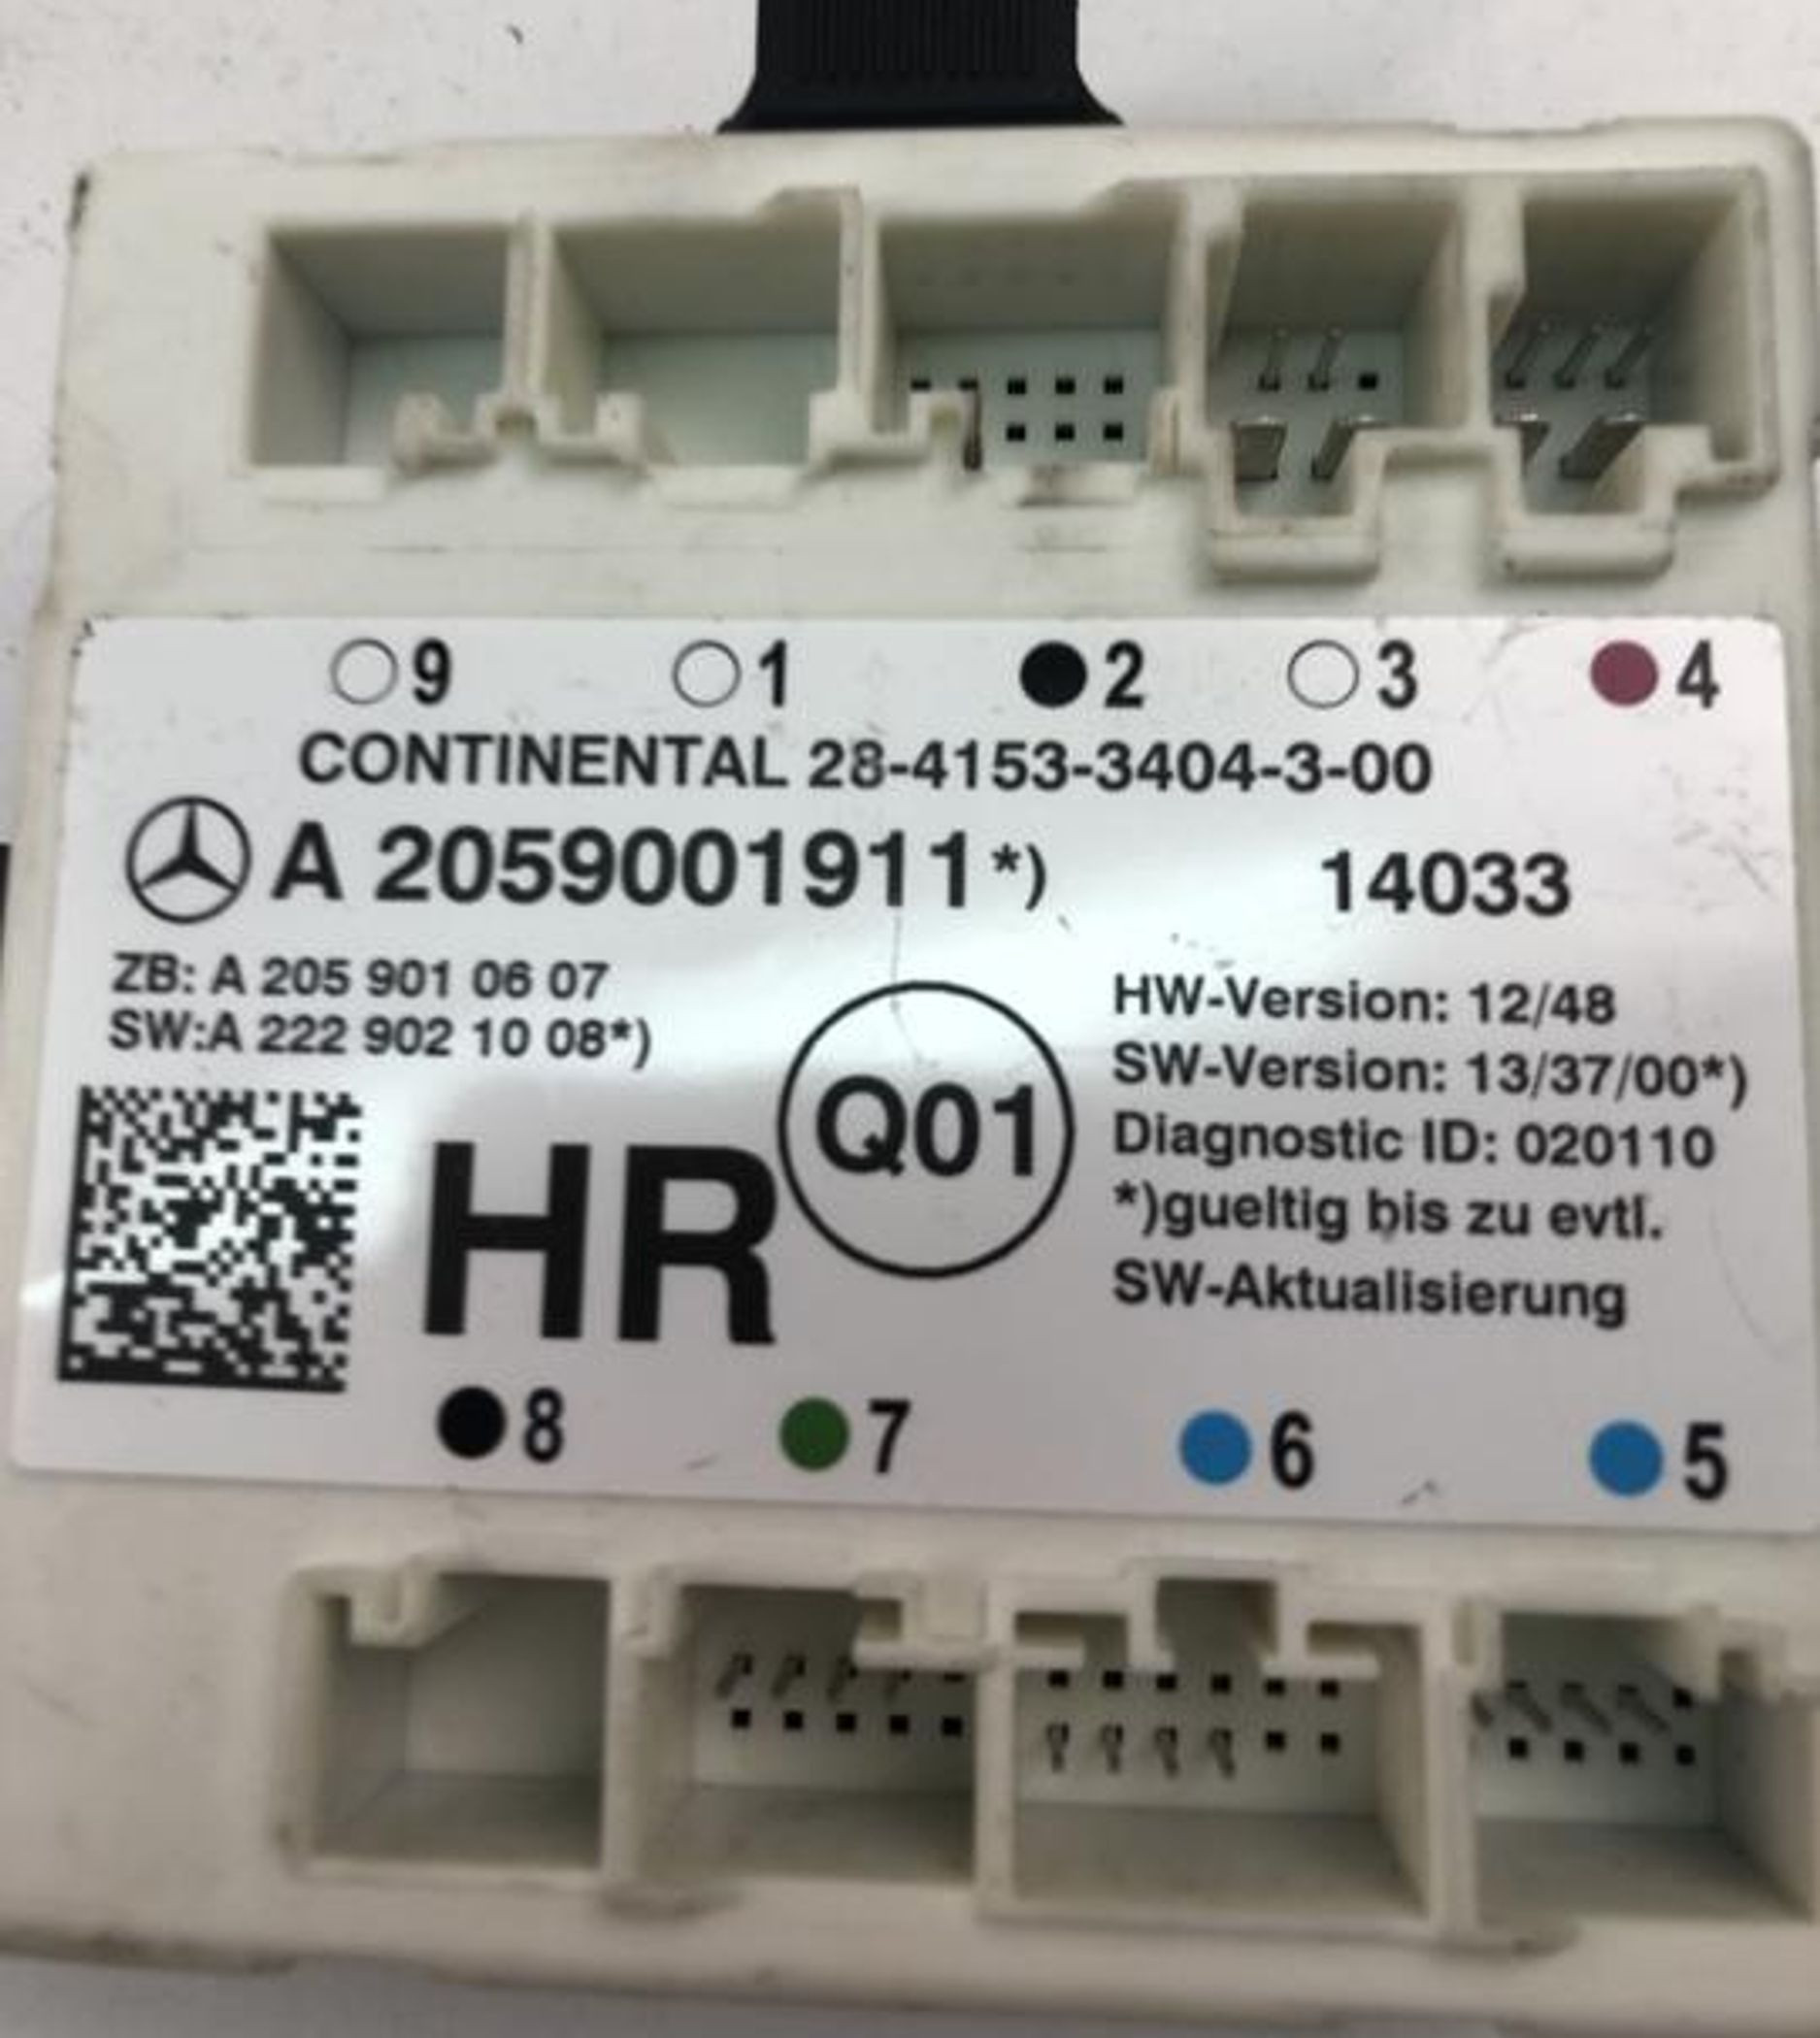 9 1 2 3 4
CONTINENTAL 28-4153-3404-3-00
A 2059001911*) 14033
ZB: A 205 901 06 07
SW:A 222 902 10 08*)
HR
Q01
HW-Version: 12/48
SW-Version: 13/37/00*)
Diagnostic ID: 020110
*)gueltig bis zu evtl.
SW-Aktualisierung
8 7 6 5